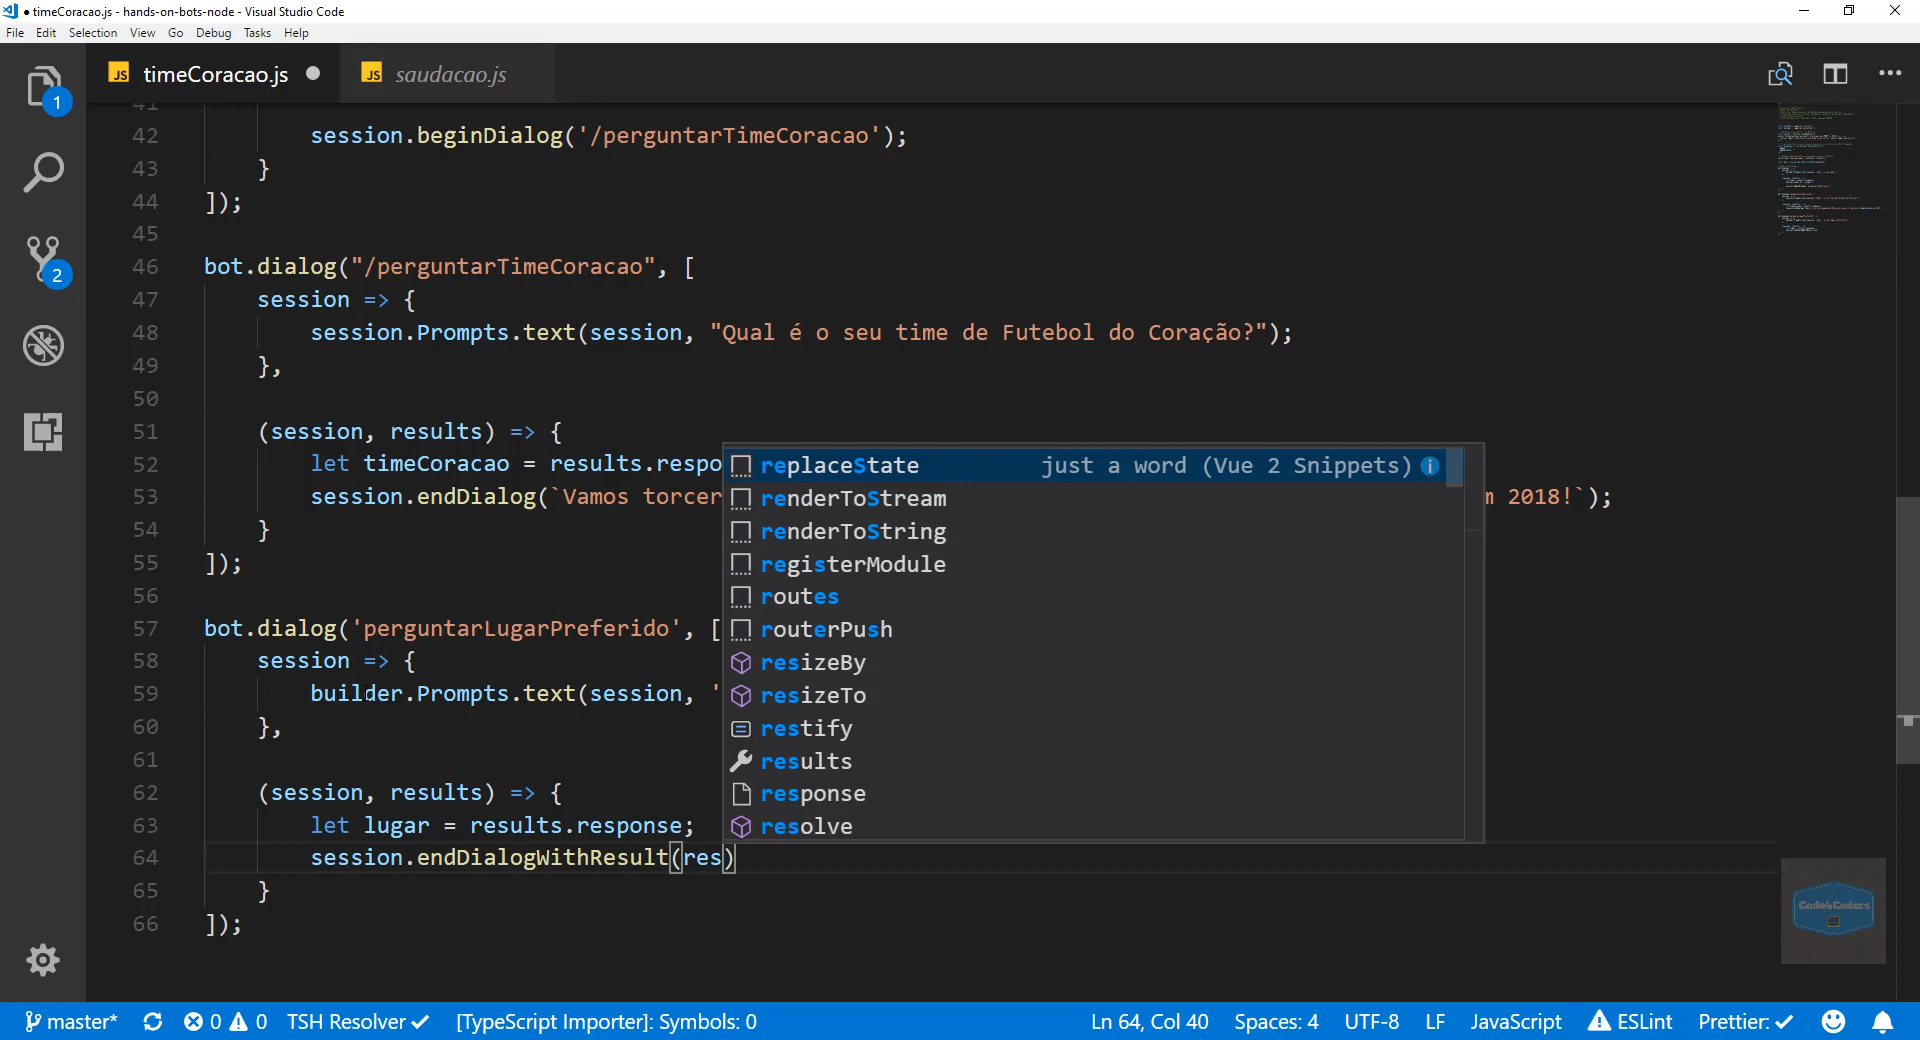 ● timeCoracao.js - hands-on-bots-node - Visual Studio Code
File Edit Selection View Go Debug Tasks Help
JS timeCoracao.js ● JS saudacao.js
1
2
41
42 session.beginDialog('/perguntarTimeCoracao');
43 }
44 ]);
45
46 bot.dialog("/perguntarTimeCoracao", [
47 session => {
48 session.Prompts.text(session, "Qual é o seu time de Futebol do Coração?");
49 },
50
51 (session, results) => {
52 let timeCoracao = results.respo
53 session.endDialog(`Vamos torcer m 2018!`);
54 }
55 ]);
56
57 bot.dialog('perguntarLugarPreferido', [
58 session => {
59 builder.Prompts.text(session, '
60 },
61
62 (session, results) => {
63 let lugar = results.response;
64 session.endDialogWithResult(res)
65 }
66 ]);
replaceState just a word (Vue 2 Snippets)
renderToStream
renderToString
registerModule
routes
routerPush
resizeBy
resizeTo
restify
results
response
resolve
Code4Coders
master* 0 0 TSH Resolver [TypeScript Importer]: Symbols: 0 Ln 64, Col 40 Spaces: 4 UTF-8 LF JavaScript ESLint Prettier: